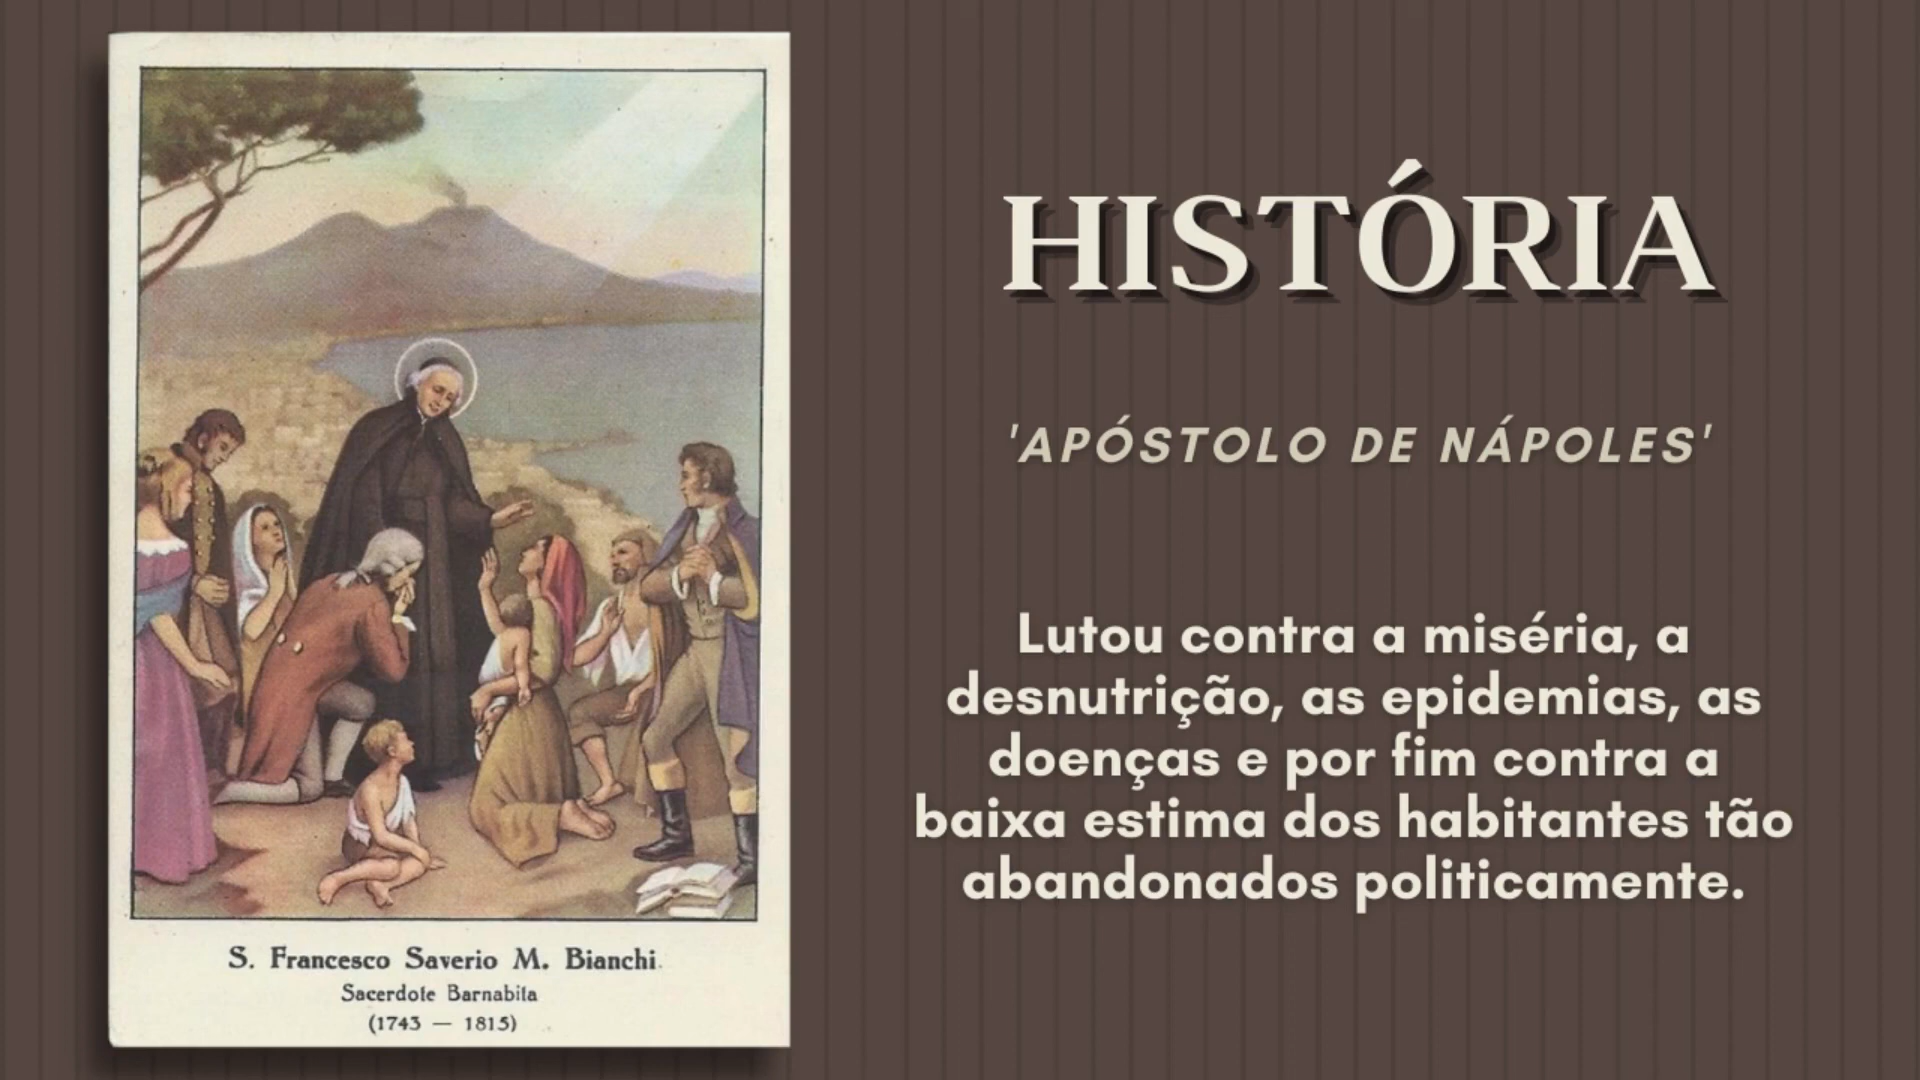 S. Francesco Saverio M. Bianchi.
Sacerdote Barnabita
(1743 — 1815)
HISTÓRIA
'APÓSTOLO DE NÁPOLES'
Lutou contra a miséria, a
desnutrição, as epidemias, as
doenças e por fim contra a
baixa estima dos habitantes tão
abandonados politicamente.